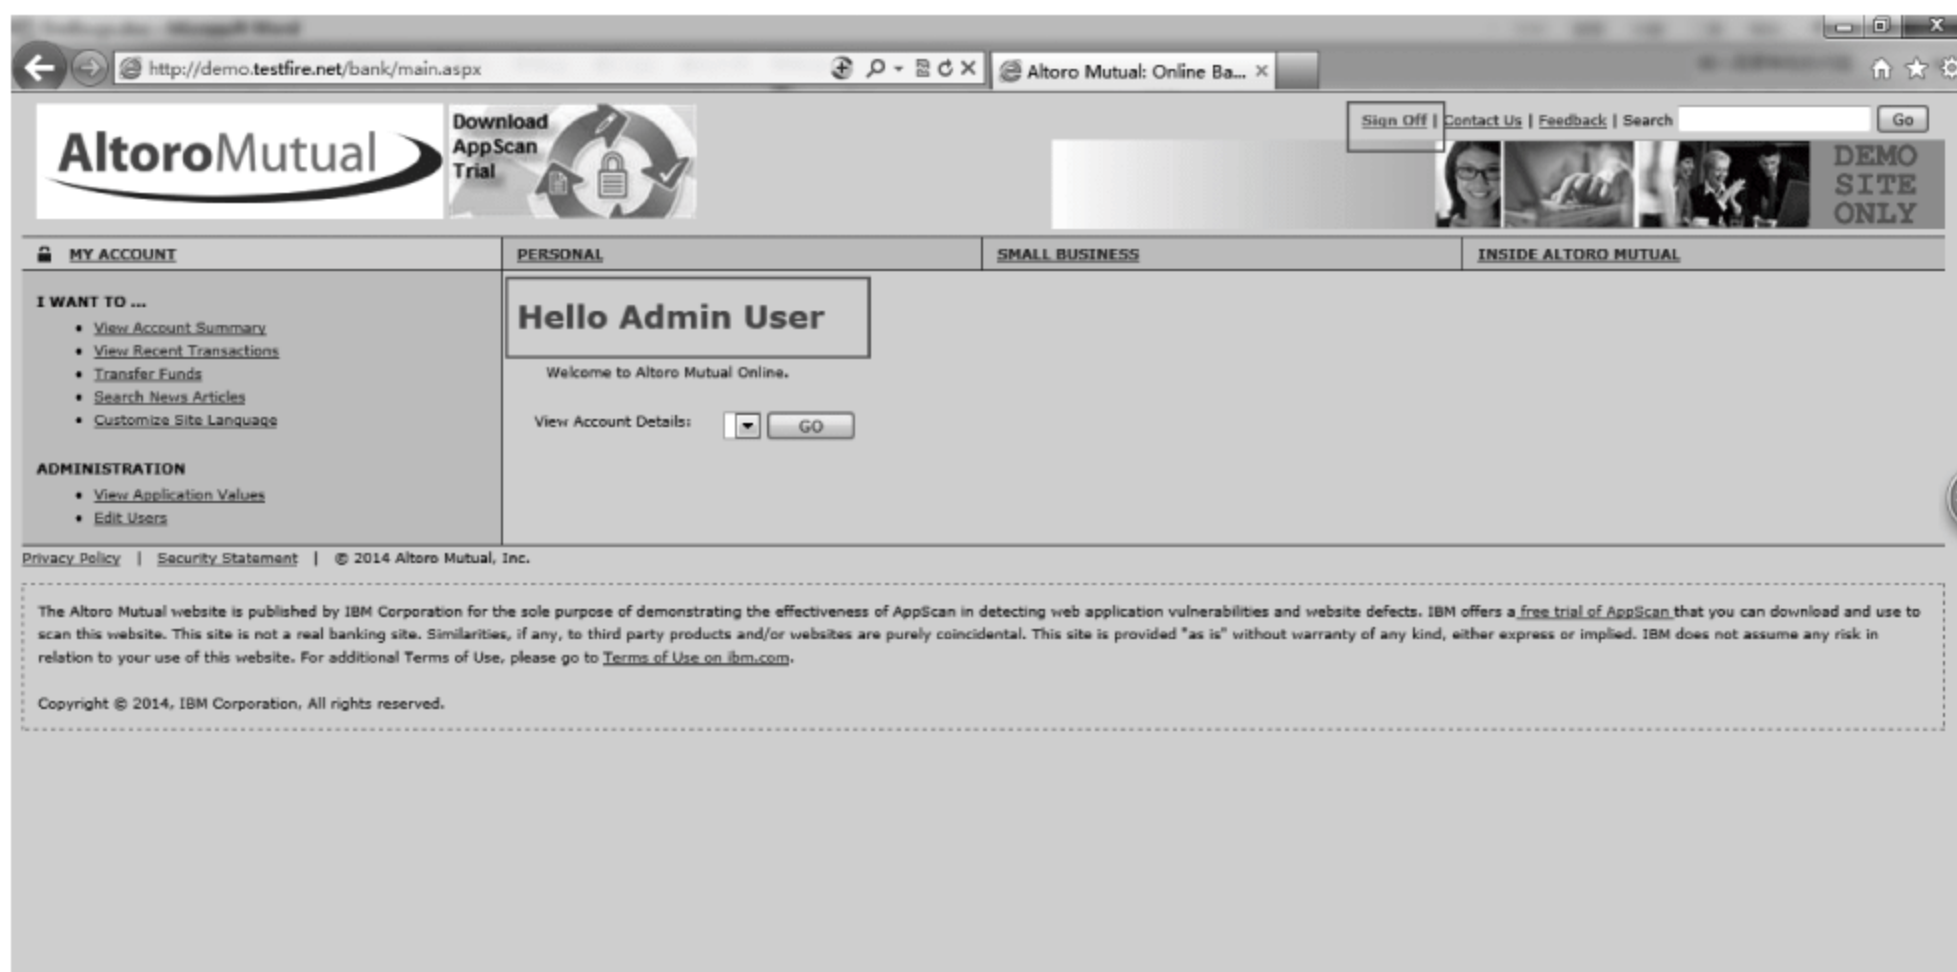 http://demo.testfire.net/bank/main.aspx
Altoro Mutual: Online Ba...
AltoroMutual
Download
AppScan
Trial
Sign Off | Contact Us | Feedback | Search
Go
DEMO
SITE
ONLY
MY ACCOUNT
PERSONAL
SMALL BUSINESS
INSIDE ALTORO MUTUAL
I WANT TO ...
View Account Summary
View Recent Transactions
Transfer Funds
Search News Articles
Customize Site Language
ADMINISTRATION
View Application Values
Edit Users
Hello Admin User
Welcome to Altoro Mutual Online.
View Account Details:
GO
Privacy Policy | Security Statement | © 2014 Altoro Mutual, Inc.
The Altoro Mutual website is published by IBM Corporation for the sole purpose of demonstrating the effectiveness of AppScan in detecting web application vulnerabilities and website defects. IBM offers a free trial of AppScan that you can download and use to
scan this website. This site is not a real banking site. Similarities, if any, to third party products and/or websites are purely coincidental. This site is provided "as is" without warranty of any kind, either express or implied. IBM does not assume any risk in
relation to your use of this website. For additional Terms of Use, please go to Terms of Use on ibm.com.
Copyright © 2014, IBM Corporation, All rights reserved.